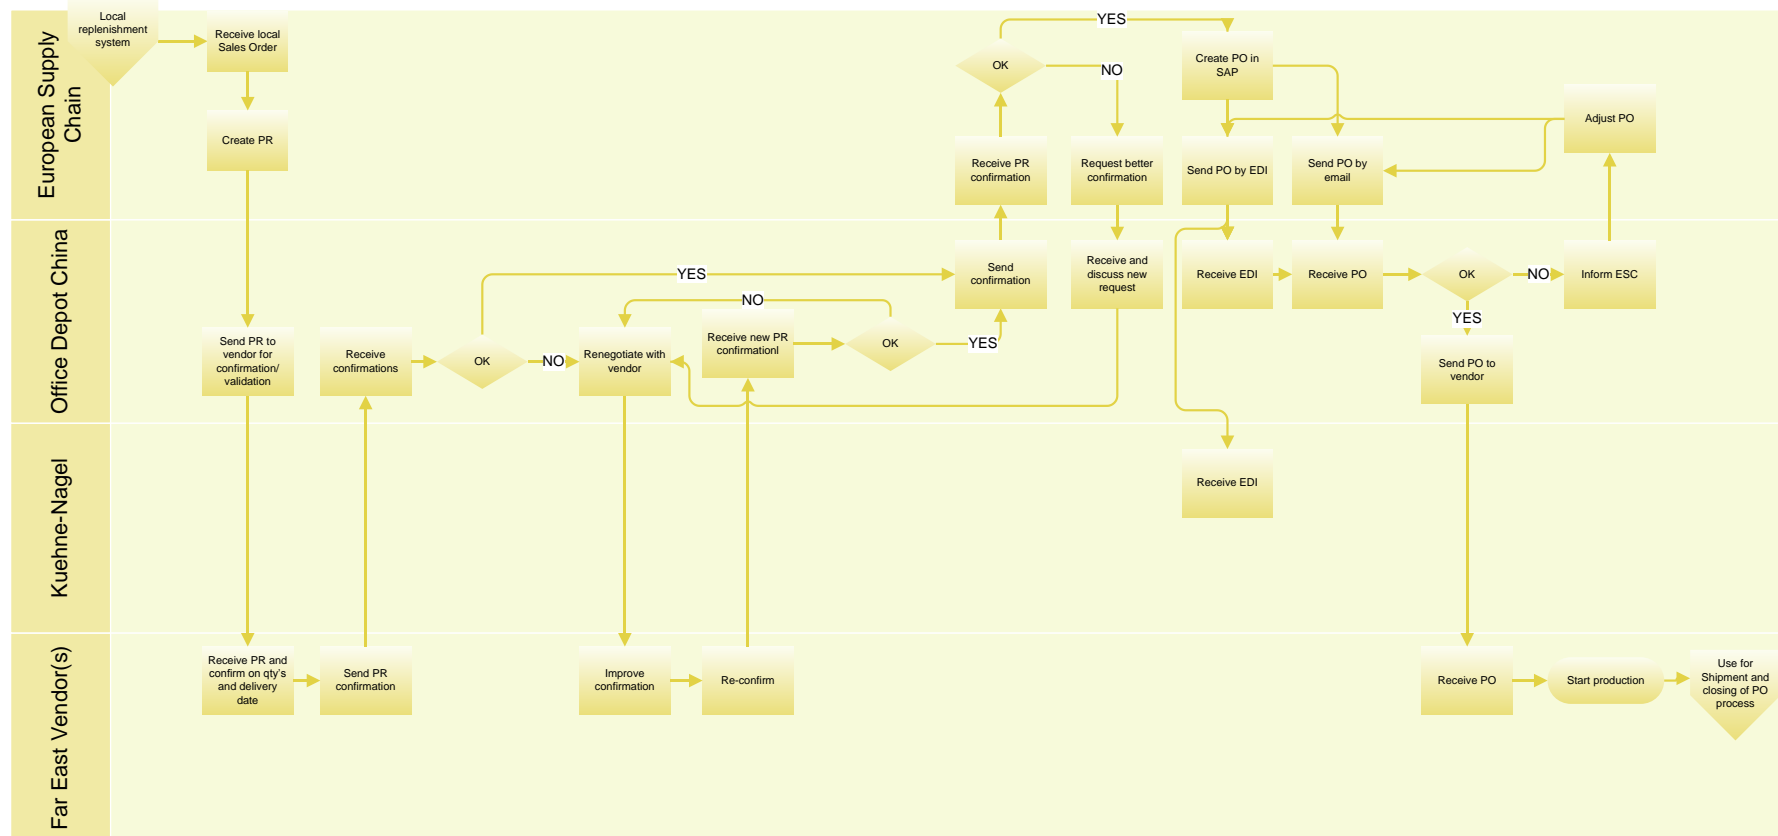 European Supply
Chain
Local
replenishment
system
Receive local
Sales Order
Create PR
OK
YES
NO
Receive PR
confirmation
Request better
confirmation
Create PO in
SAP
Send PO by EDI
Send PO by
email
Adjust PO
Office Depot China
Send PR to
vendor for
confirmation/
validation
Receive
confirmations
OK
YES
NO
Renegotiate with
vendor
NO
Receive new PR
confirmationl
OK
YES
Send
confirmation
Receive and
discuss new
request
Receive EDI
Receive PO
OK
NO
Inform ESC
YES
Send PO to
vendor
Kuehne-Nagel
Receive EDI
Far East Vendor(s)
Receive PR and
confirm on qty's
and delivery
date
Send PR
confirmation
Improve
confirmation
Re-confirm
Receive PO
Start production
Use for
Shipment and
closing of PO
process